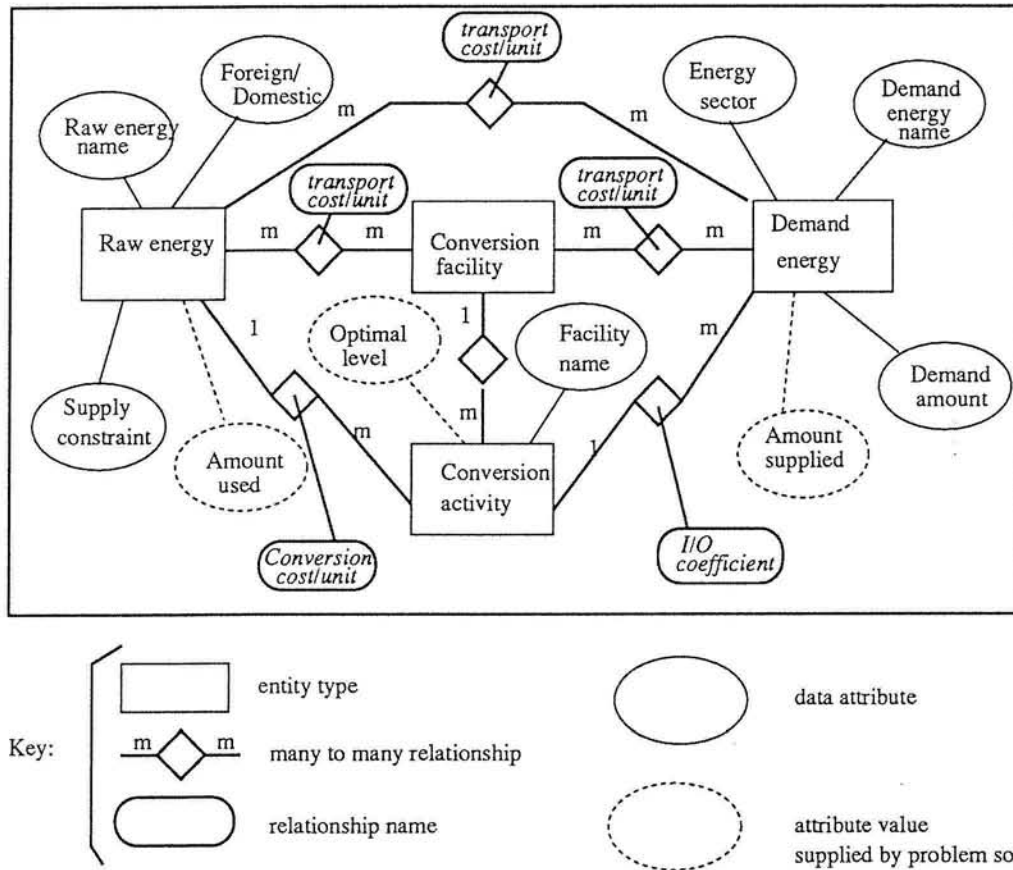 transport
cost/unit
Foreign/
Domestic
Energy
sector
Demand
energy
name
Raw energy
name
m
m
transport
cost/unit
transport
cost/unit
Raw energy
m
m
Conversion
facility
m
m
Demand
energy
1
Optimal
level
1
Facility
name
m
Supply
constraint
Amount
used
m
m
Conversion
activity
1
Amount
supplied
Demand
amount
Conversion
cost/unit
I/O
coefficient
Key:
entity type
data attribute
m
m
many to many relationship
relationship name
attribute value
supplied by problem so